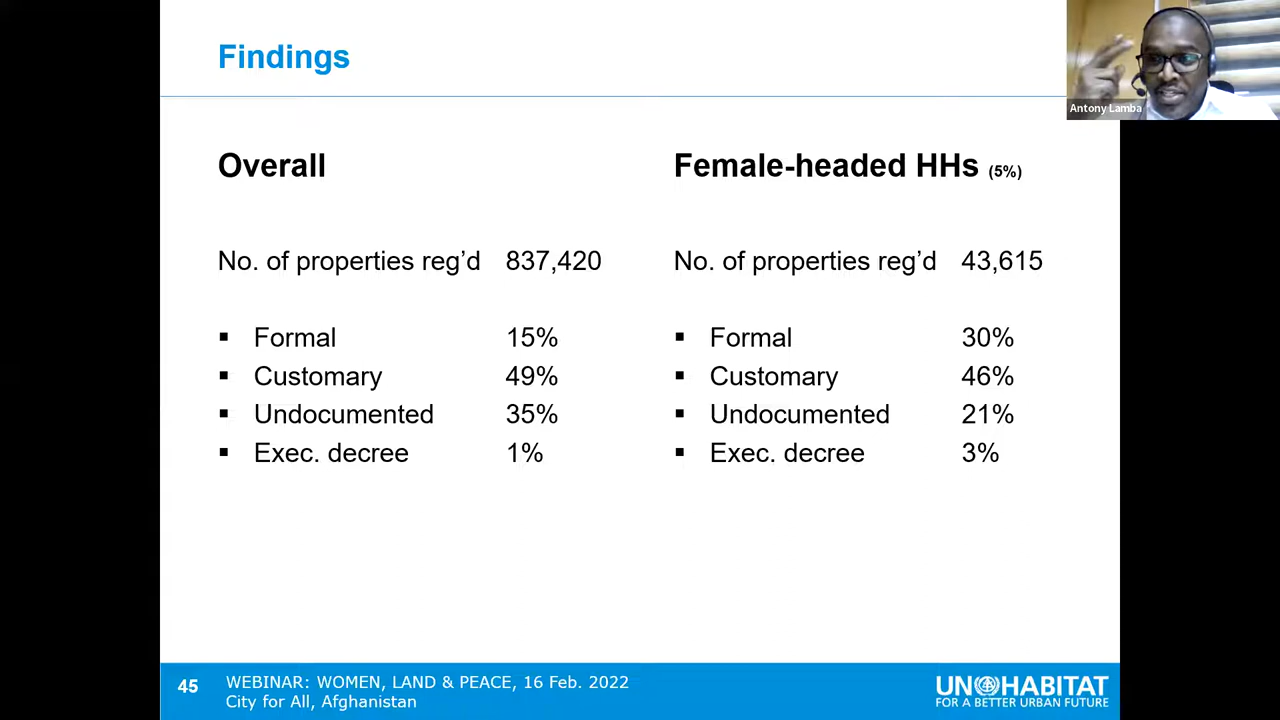 Findings
Antony Lamba
Overall
No. of properties reg’d 837,420
▪ Formal 15%
▪ Customary 49%
▪ Undocumented 35%
▪ Exec. decree 1%
Female-headed HHs (5%)
No. of properties reg’d 43,615
▪ Formal 30%
▪ Customary 46%
▪ Undocumented 21%
▪ Exec. decree 3%
45
WEBINAR: WOMEN, LAND & PEACE, 16 Feb. 2022
City for All, Afghanistan
UN HABITAT
FOR A BETTER URBAN FUTURE